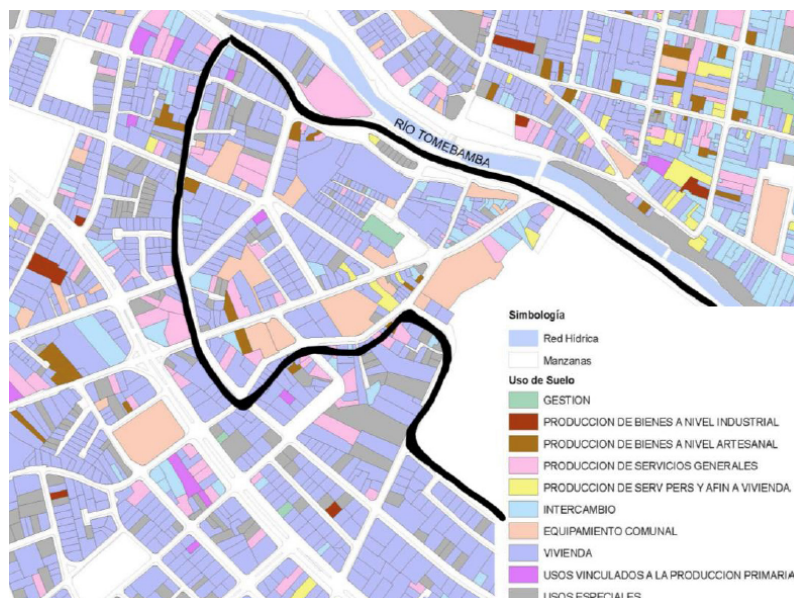 RÍO TOMEBAMBA
Simbología
Red Hídrica
Manzanas
Uso de Suelo
GESTION
PRODUCCION DE BIENES A NIVEL INDUSTRIAL
PRODUCCION DE BIENES A NIVEL ARTESANAL
PRODUCCION DE SERVICIOS GENERALES
PRODUCCION DE SERV PERS Y AFIN A VIVIENDA
INTERCAMBIO
EQUIPAMIENTO COMUNAL
VIVIENDA
USOS VINCULADOS A LA PRODUCCION PRIMARIA
USOS ESPECIALES